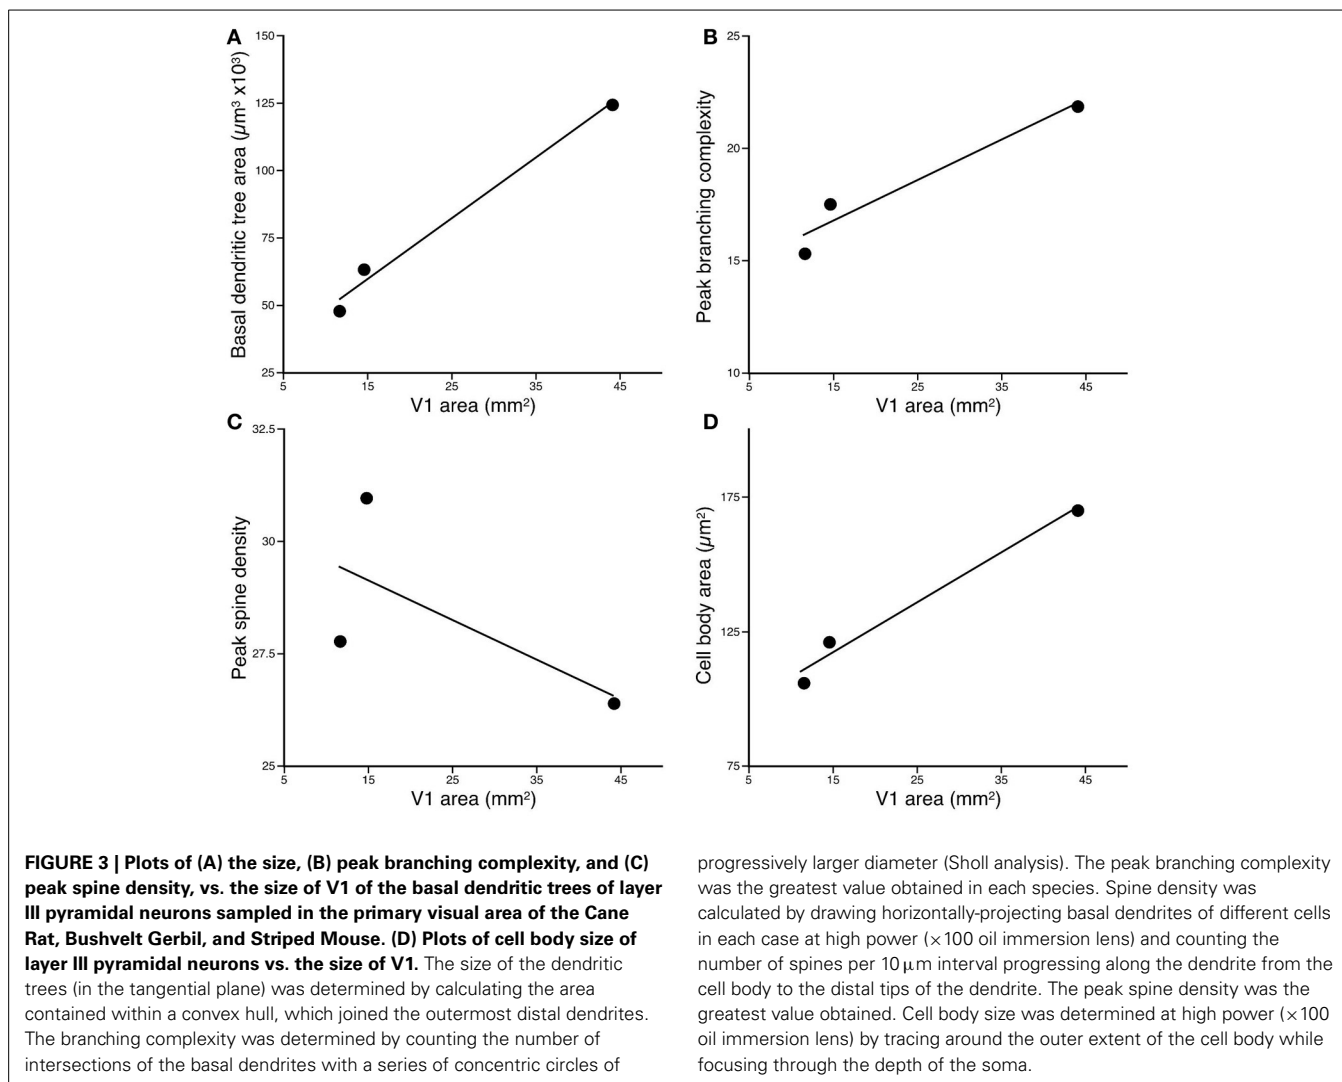 A
150
125
100
75
50
25
5
15
25
35
45
Basal dendritic tree area (µm³ x10³)
V1 area (mm²)
B
25
20
15
10
5
15
25
35
45
Peak branching complexity
V1 area (mm²)
C
32.5
30
27.5
25
5
15
25
35
45
Peak spine density
V1 area (mm²)
D
175
125
75
5
15
25
35
45
Cell body area (µm²)
V1 area (mm²)
FIGURE 3 | Plots of (A) the size, (B) peak branching complexity, and (C)
peak spine density, vs. the size of V1 of the basal dendritic trees of layer
III pyramidal neurons sampled in the primary visual area of the Cane
Rat, Bushvelt Gerbil, and Striped Mouse. (D) Plots of cell body size of
layer III pyramidal neurons vs. the size of V1. The size of the dendritic
trees (in the tangential plane) was determined by calculating the area
contained within a convex hull, which joined the outermost distal dendrites.
The branching complexity was determined by counting the number of
intersections of the basal dendrites with a series of concentric circles of
progressively larger diameter (Sholl analysis). The peak branching complexity
was the greatest value obtained in each species. Spine density was
calculated by drawing horizontally-projecting basal dendrites of different cells
in each case at high power (×100 oil immersion lens) and counting the
number of spines per 10 µm interval progressing along the dendrite from the
cell body to the distal tips of the dendrite. The peak spine density was the
greatest value obtained. Cell body size was determined at high power (×100
oil immersion lens) by tracing around the outer extent of the cell body while
focusing through the depth of the soma.